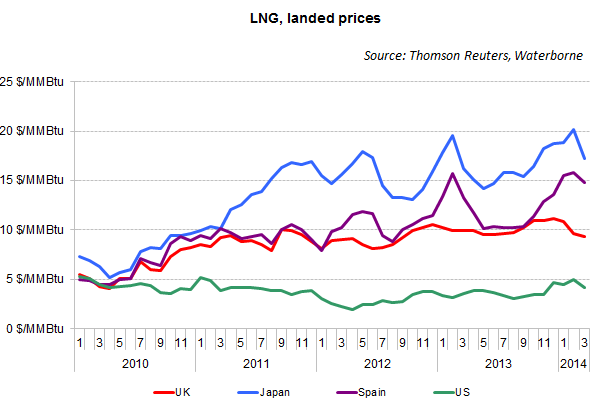 LNG, landed prices
Source: Thomson Reuters, Waterborne
25 $/MMBtu
20 $/MMBtu
15 $/MMBtu
10 $/MMBtu
5 $/MMBtu
0 $/MMBtu
1 3 5 7 9 11 1 3 5 7 9 11 1 3 5 7 9 11 1 3 5 7 9 11 1 3
2010 2011 2012 2013 2014
UK Japan Spain US